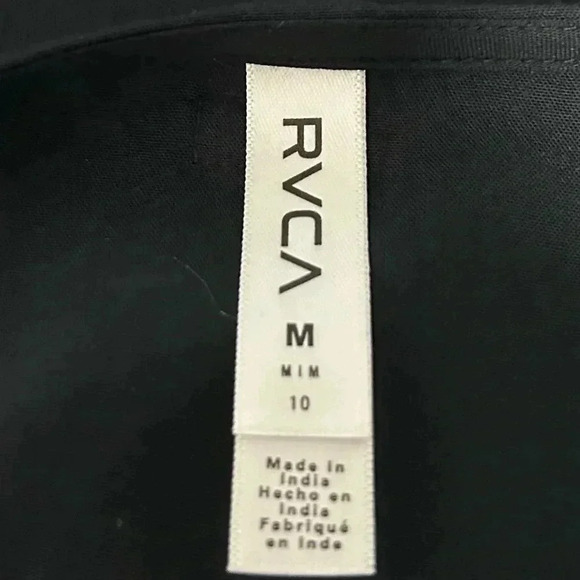 RVCA
M
M I M
10
Made in
India
Hecho en
India
Fabriqué
en Inde